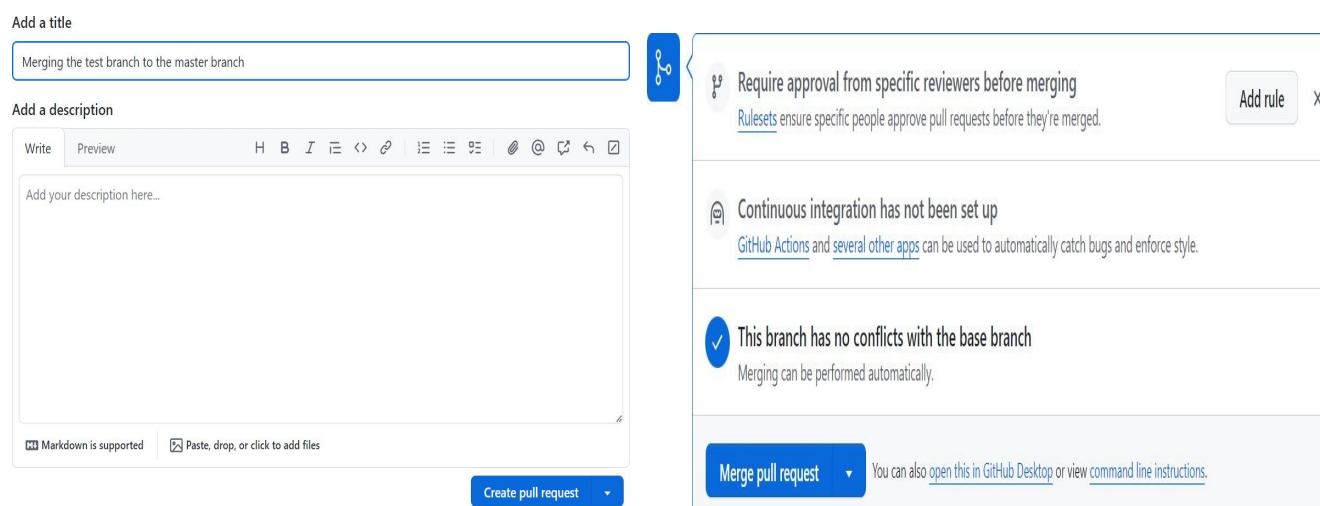 Add a title
Merging the test branch to the master branch
Add a description
Write Preview
Add your description here...
Markdown is supported Paste, drop, or click to add files
Create pull request
Require approval from specific reviewers before merging
Add rule
Rulesets ensure specific people approve pull requests before they're merged.
Continuous integration has not been set up
GitHub Actions and several other apps can be used to automatically catch bugs and enforce style.
This branch has no conflicts with the base branch
Merging can be performed automatically.
Merge pull request You can also open this in GitHub Desktop or view command line instructions.